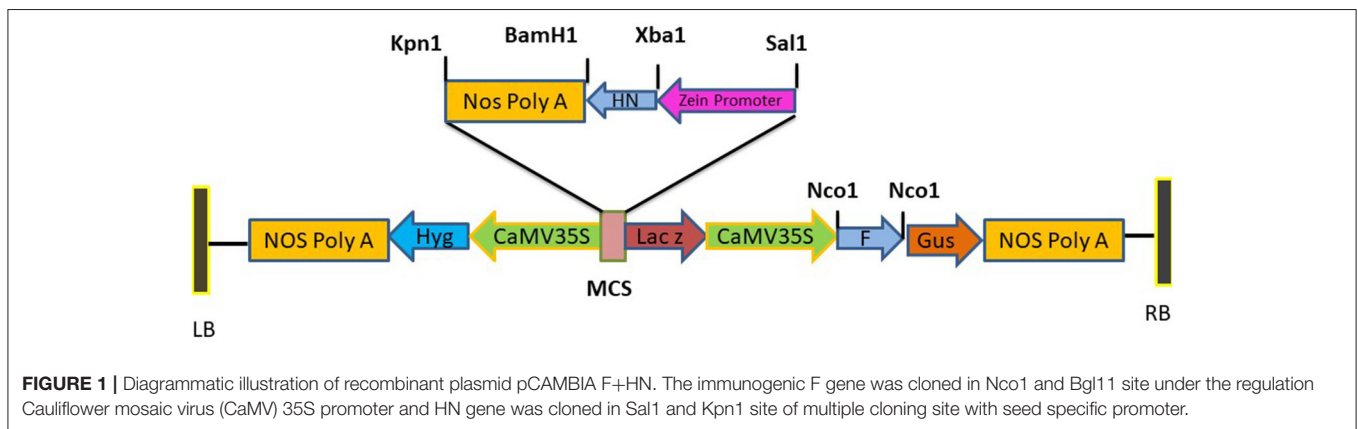 Kpn1 BamH1 Xba1 Sal1
Nos Poly A HN Zein Promoter
Nco1 Nco1
NOS Poly A Hyg CaMV35S Lac z CaMV35S F Gus NOS Poly A
MCS
LB RB
FIGURE 1 | Diagrammatic illustration of recombinant plasmid pCAMBIA F+HN. The immunogenic F gene was cloned in Nco1 and Bgl11 site under the regulation
Cauliflower mosaic virus (CaMV) 35S promoter and HN gene was cloned in Sal1 and Kpn1 site of multiple cloning site with seed specific promoter.